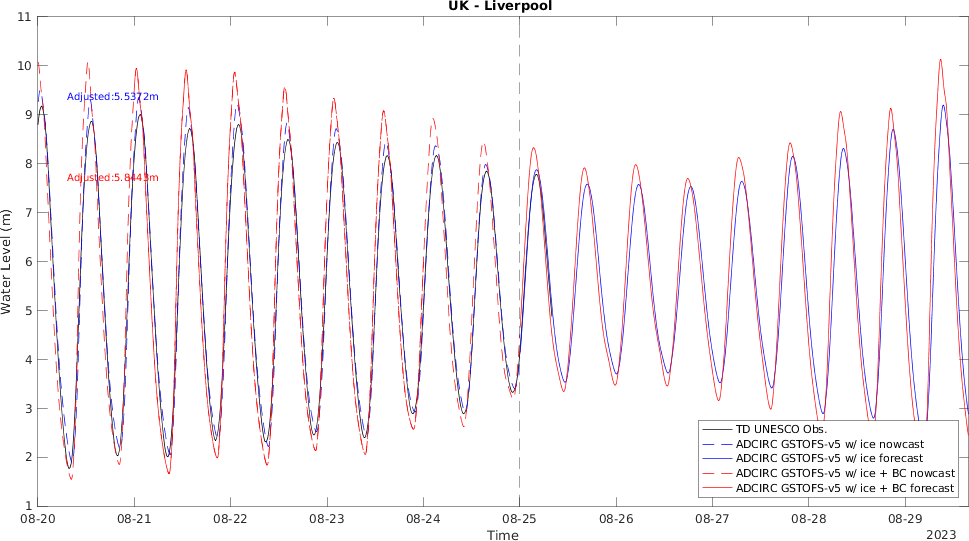 UK - Liverpool
11
10
9
8
7
6
5
4
3
2
1
Water Level (m)
Adjusted:5.5372m
Adjusted:5.8443m
TD UNESCO Obs.
ADCIRC GSTOFS-v5 w/ ice nowcast
ADCIRC GSTOFS-v5 w/ ice forecast
ADCIRC GSTOFS-v5 w/ ice + BC nowcast
ADCIRC GSTOFS-v5 w/ ice + BC forecast
08-20 08-21 08-22 08-23 08-24 08-25 08-26 08-27 08-28 08-29
Time
2023